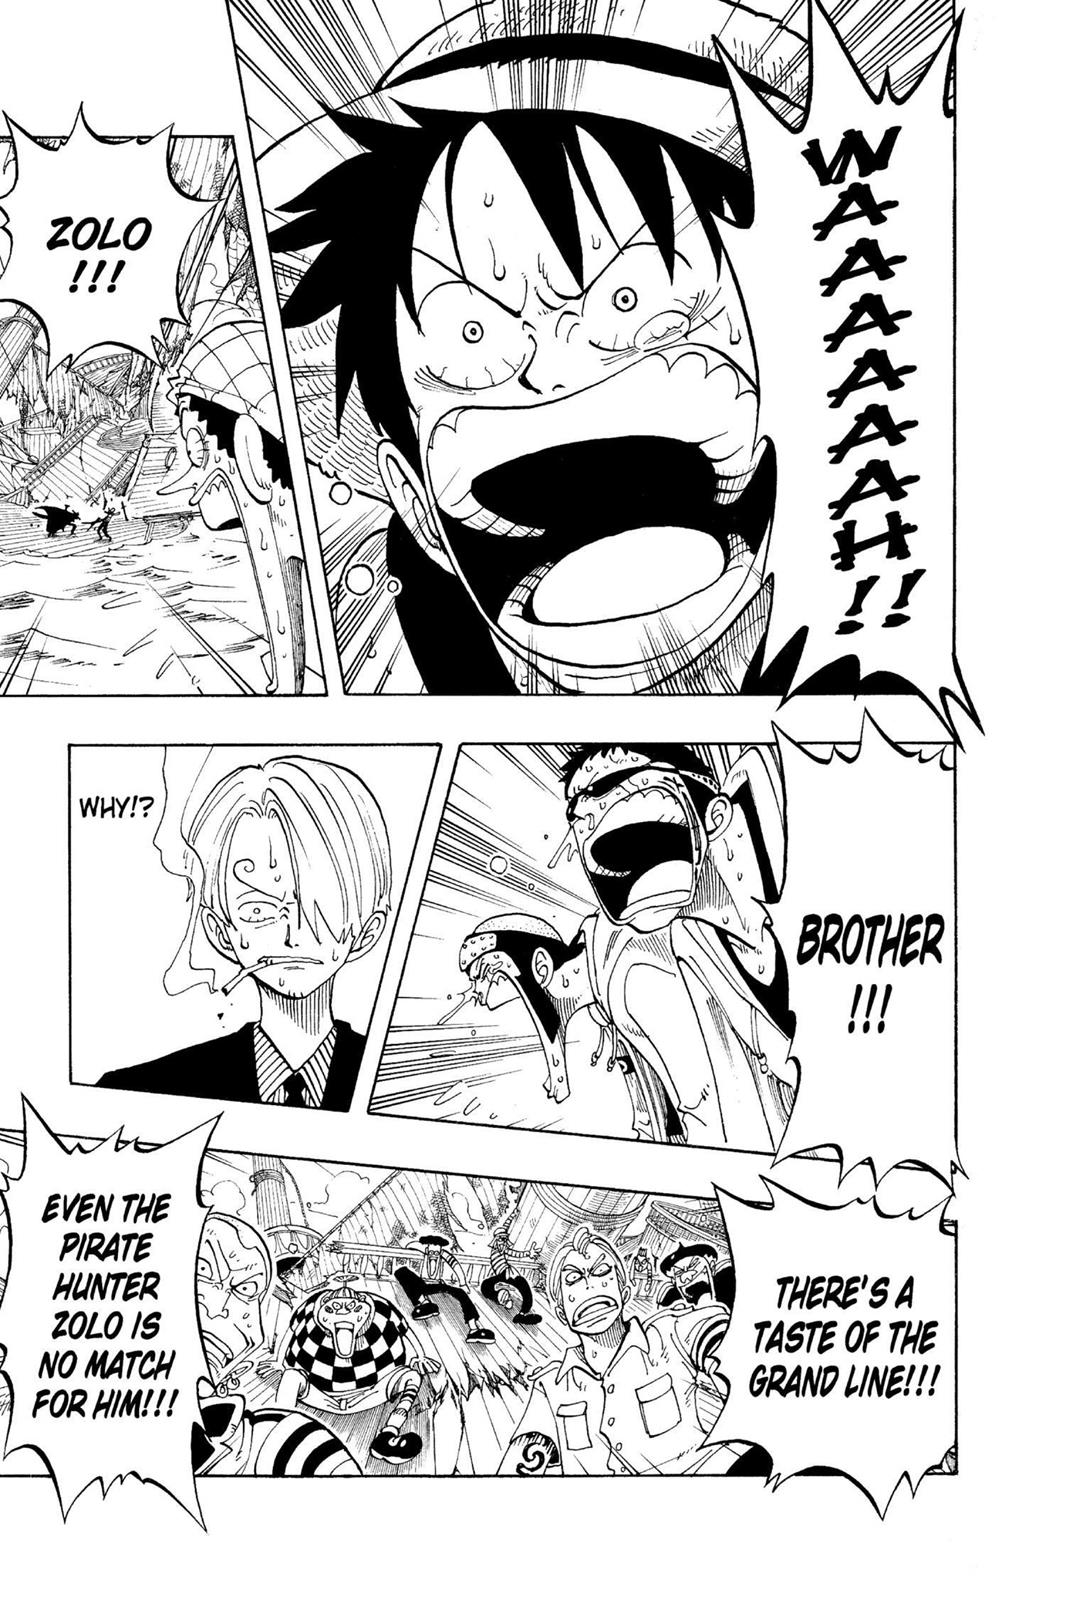 WAAAAAAAH!!
ZOLO
!!!
BROTHER
!!!
WHY!?
THERE'S A
TASTE OF THE
GRAND LINE!!!
EVEN THE
PIRATE
HUNTER
ZOLO IS
NO MATCH
FOR HIM!!!